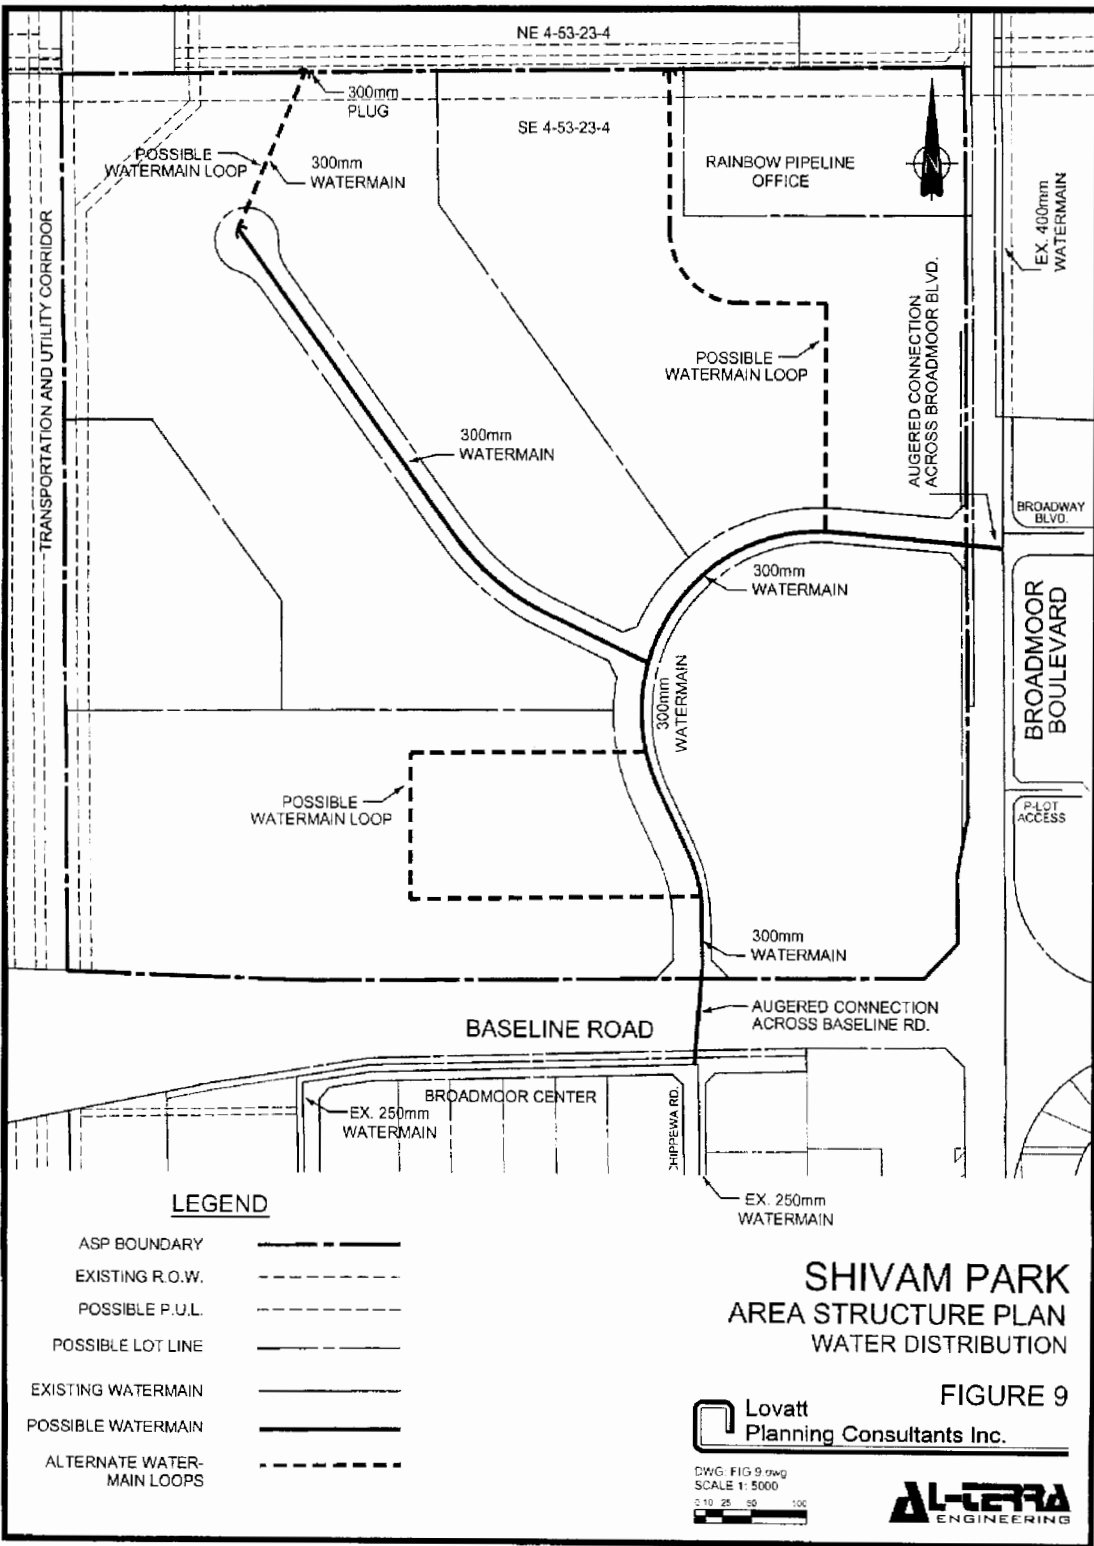 NE 4-53-23-4
300mm
PLUG
SE 4-53-23-4
POSSIBLE
WATERMAIN LOOP
300mm
WATERMAIN
RAINBOW PIPELINE
OFFICE
N
EX. 400mm
WATERMAIN
TRANSPORTATION AND UTILITY CORRIDOR
AUGERED CONNECTION
ACROSS BROADMOOR BLVD.
POSSIBLE
WATERMAIN LOOP
300mm
WATERMAIN
BROADWAY
BLVD.
300mm
WATERMAIN
BROADMOOR
BOULEVARD
300mm
WATERMAIN
POSSIBLE
WATERMAIN LOOP
P-LOT
ACCESS
300mm
WATERMAIN
AUGERED CONNECTION
ACROSS BASELINE RD.
BASELINE ROAD
BROADMOOR CENTER
EX. 250mm
WATERMAIN
CHIPPEWA RD.
EX. 250mm
WATERMAIN
LEGEND
ASP BOUNDARY
EXISTING R.O.W.
POSSIBLE P.U.L.
POSSIBLE LOT LINE
EXISTING WATERMAIN
POSSIBLE WATERMAIN
ALTERNATE WATER-
MAIN LOOPS
SHIVAM PARK
AREA STRUCTURE PLAN
WATER DISTRIBUTION
FIGURE 9
Lovatt
Planning Consultants Inc.
DWG: FIG 9.dwg
SCALE 1: 5000
0 10 25 50 100
AL-TERRA
ENGINEERING